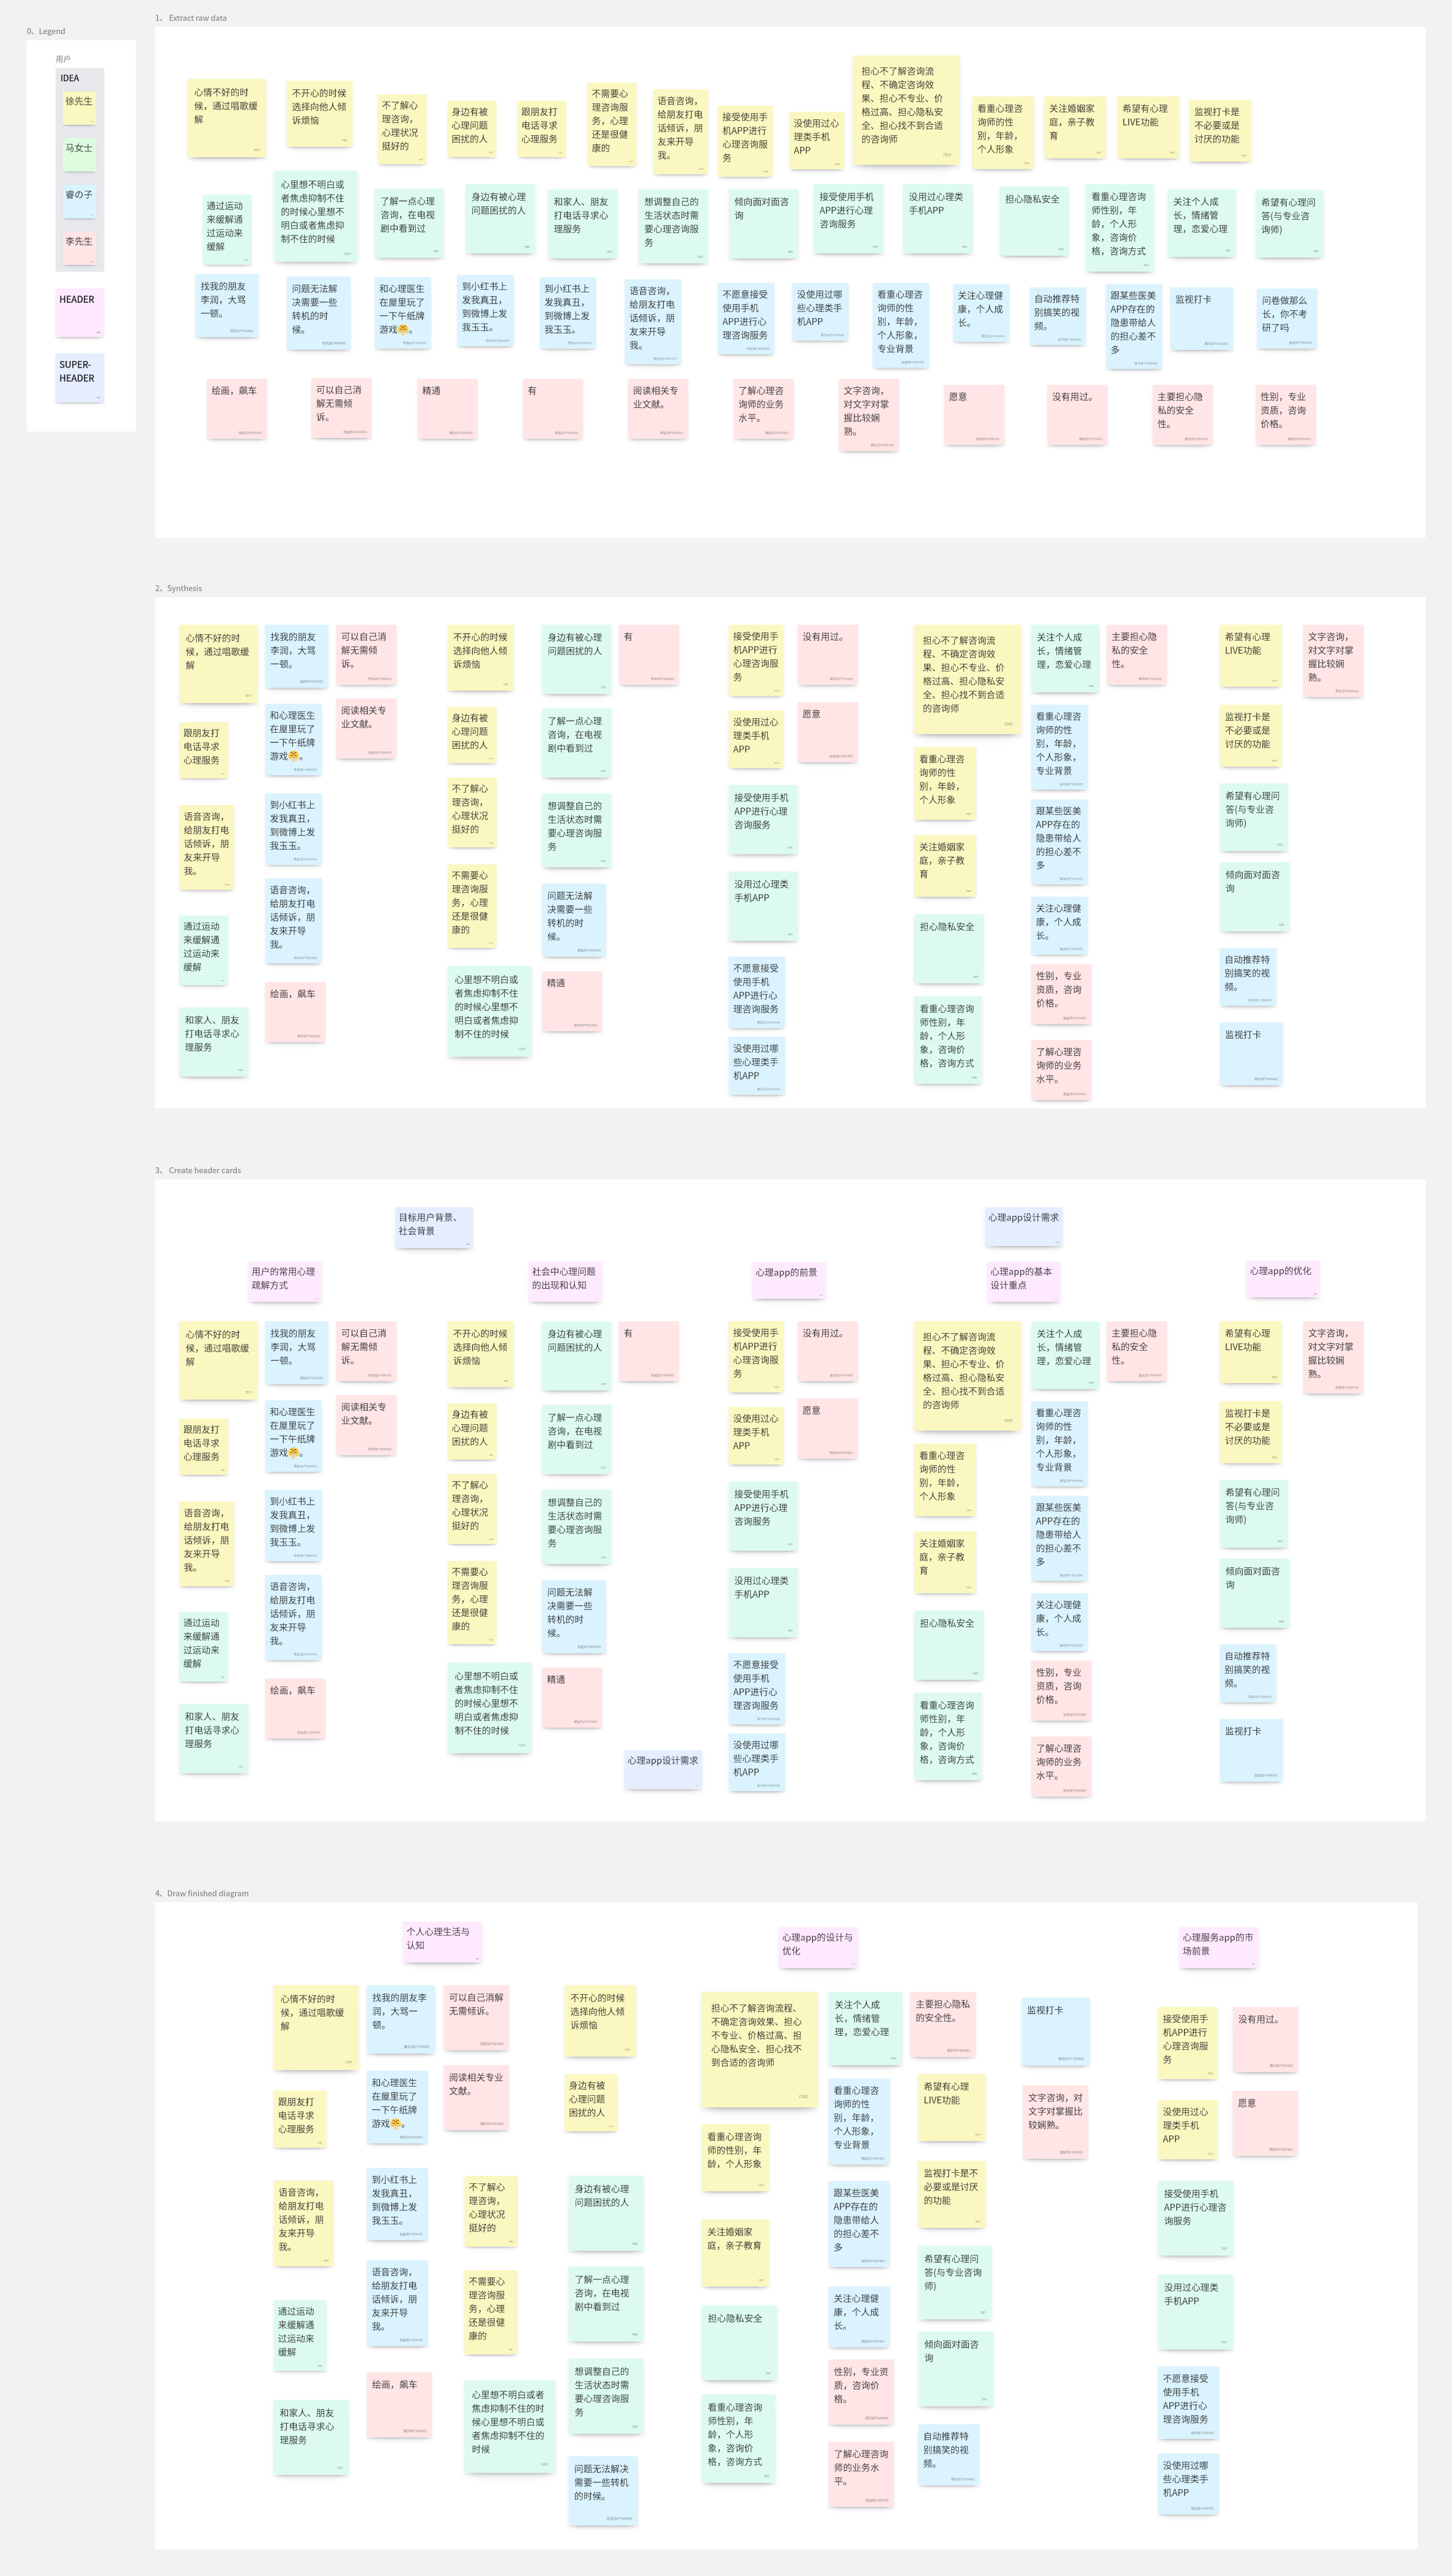 0、Legend
用户
IDEA
徐先生
马女士
睿の子
李先生
HEADER
SUPER-
HEADER
1、 Extract raw data
心情不好的时
候，通过唱歌缓
解
不开心的时候
选择向他人倾
诉烦恼
不了解心
理咨询，
心理状况
挺好的
身边有被
心理问题
困扰的人
跟朋友打
电话寻求
心理服务
不需要心
理咨询服
务，心理
还是很健
康的
语音咨询，
给朋友打电
话倾诉，朋
友来开导
我。
接受使用手
机APP进行
心理咨询服
务
没使用过心
理类手机
APP
担心不了解咨询流
程、不确定咨询效
果、担心不专业、价
格过高、担心隐私安
全、担心找不到合适
的咨询师
看重心理咨
询师的性
别，年龄，
个人形象
关注婚姻家
庭，亲子教
育
希望有心理
LIVE功能
监视打卡是
不必要或是
讨厌的功能
通过运动
来缓解通
过运动来
缓解
心里想不明白或
者焦虑抑制不住
的时候心里想不
明白或者焦虑抑
制不住的时候
了解一点心理
咨询，在电视
剧中看到过
身边有被心理
问题困扰的人
和家人、朋友
打电话寻求心
理服务
想调整自己的
生活状态时需
要心理咨询服
务
倾向面对面咨
询
接受使用手机
APP进行心理
咨询服务
没用过心理类
手机APP
担心隐私安全
看重心理咨询
师性别，年
龄，个人形
象，咨询价
格，咨询方式
关注个人成
长，情绪管
理，恋爱心理
希望有心理问
答(与专业咨
询师)
找我的朋友
李润，大骂
一顿。
问题无法解
决需要一些
转机的时
候。
和心理医生
在屋里玩了
一下午纸牌
游戏😤。
到小红书上
发我真丑，
到微博上发
我玉玉。
到小红书上
发我真丑，
到微博上发
我玉玉。
语音咨询，
给朋友打电
话倾诉，朋
友来开导
我。
不愿意接受
使用手机
APP进行心
理咨询服务
没使用过哪
些心理类手
机APP
看重心理咨
询师的性
别，年龄，
个人形象，
专业背景
关注心理健
康，个人成
长。
自动推荐特
别搞笑的视
频。
跟某些医美
APP存在的
隐患带给人
的担心差不
多
监视打卡
问卷做那么
长，你不考
研了吗
绘画，飙车
可以自己消
解无需倾
诉。
精通
有
阅读相关专
业文献。
了解心理咨
询师的业务
水平。
文字咨询，
对文字对掌
握比较娴
熟。
愿意
没有用过。
主要担心隐
私的安全
性。
性别，专业
资质，咨询
价格。
2、Synthesis
心情不好的时
候，通过唱歌缓
解
跟朋友打
电话寻求
心理服务
语音咨询，
给朋友打电
话倾诉，朋
友来开导
我。
通过运动
来缓解通
过运动来
缓解
和家人、朋友
打电话寻求心
理服务
找我的朋友
李润，大骂
一顿。
和心理医生
在屋里玩了
一下午纸牌
游戏😤。
到小红书上
发我真丑，
到微博上发
我玉玉。
语音咨询，
给朋友打电
话倾诉，朋
友来开导
我。
绘画，飙车
可以自己消
解无需倾
诉。
阅读相关专
业文献。
不开心的时候
选择向他人倾
诉烦恼
身边有被
心理问题
困扰的人
不了解心
理咨询，
心理状况
挺好的
不需要心
理咨询服
务，心理
还是很健
康的
心里想不明白或
者焦虑抑制不住
的时候心里想不
明白或者焦虑抑
制不住的时候
身边有被心理
问题困扰的人
了解一点心理
咨询，在电视
剧中看到过
想调整自己的
生活状态时需
要心理咨询服
务
问题无法解
决需要一些
转机的时
候。
精通
有
接受使用手
机APP进行
心理咨询服
务
没使用过心
理类手机
APP
接受使用手机
APP进行心理
咨询服务
没用过心理类
手机APP
不愿意接受
使用手机
APP进行心
理咨询服务
没使用过哪
些心理类手
机APP
没有用过。
愿意
担心不了解咨询流
程、不确定咨询效
果、担心不专业、价
格过高、担心隐私安
全、担心找不到合适
的咨询师
看重心理咨
询师的性
别，年龄，
个人形象
关注婚姻家
庭，亲子教
育
担心隐私安全
看重心理咨询
师性别，年
龄，个人形
象，咨询价
格，咨询方式
关注个人成
长，情绪管
理，恋爱心理
看重心理咨
询师的性
别，年龄，
个人形象，
专业背景
跟某些医美
APP存在的
隐患带给人
的担心差不
多
关注心理健
康，个人成
长。
性别，专业
资质，咨询
价格。
了解心理咨
询师的业务
水平。
主要担心隐
私的安全
性。
希望有心理
LIVE功能
监视打卡是
不必要或是
讨厌的功能
希望有心理问
答(与专业咨
询师)
倾向面对面咨
询
自动推荐特
别搞笑的视
频。
监视打卡
文字咨询，
对文字对掌
握比较娴
熟。
3、 Create header cards
目标用户背景、
社会背景
心理app设计需求
用户的常用心理
疏解方式
社会中心理问题
的出现和认知
心理app的前景
心理app的基本
设计重点
心理app的优化
心情不好的时
候，通过唱歌缓
解
跟朋友打
电话寻求
心理服务
语音咨询，
给朋友打电
话倾诉，朋
友来开导
我。
通过运动
来缓解通
过运动来
缓解
和家人、朋友
打电话寻求心
理服务
找我的朋友
李润，大骂
一顿。
和心理医生
在屋里玩了
一下午纸牌
游戏😤。
到小红书上
发我真丑，
到微博上发
我玉玉。
语音咨询，
给朋友打电
话倾诉，朋
友来开导
我。
绘画，飙车
可以自己消
解无需倾
诉。
阅读相关专
业文献。
不开心的时候
选择向他人倾
诉烦恼
身边有被
心理问题
困扰的人
不了解心
理咨询，
心理状况
挺好的
不需要心
理咨询服
务，心理
还是很健
康的
心里想不明白或
者焦虑抑制不住
的时候心里想不
明白或者焦虑抑
制不住的时候
身边有被心理
问题困扰的人
了解一点心理
咨询，在电视
剧中看到过
想调整自己的
生活状态时需
要心理咨询服
务
问题无法解
决需要一些
转机的时
候。
精通
有
心理app设计需求
接受使用手
机APP进行
心理咨询服
务
没使用过心
理类手机
APP
接受使用手机
APP进行心理
咨询服务
没用过心理类
手机APP
不愿意接受
使用手机
APP进行心
理咨询服务
没使用过哪
些心理类手
机APP
没有用过。
愿意
担心不了解咨询流
程、不确定咨询效
果、担心不专业、价
格过高、担心隐私安
全、担心找不到合适
的咨询师
看重心理咨
询师的性
别，年龄，
个人形象
关注婚姻家
庭，亲子教
育
担心隐私安全
看重心理咨询
师性别，年
龄，个人形
象，咨询价
格，咨询方式
关注个人成
长，情绪管
理，恋爱心理
看重心理咨
询师的性
别，年龄，
个人形象，
专业背景
跟某些医美
APP存在的
隐患带给人
的担心差不
多
关注心理健
康，个人成
长。
性别，专业
资质，咨询
价格。
了解心理咨
询师的业务
水平。
主要担心隐
私的安全
性。
希望有心理
LIVE功能
监视打卡是
不必要或是
讨厌的功能
希望有心理问
答(与专业咨
询师)
倾向面对面咨
询
自动推荐特
别搞笑的视
频。
监视打卡
文字咨询，
对文字对掌
握比较娴
熟。
4、Draw finished diagram
个人心理生活与
认知
心理app的设计与
优化
心理服务app的市
场前景
心情不好的时
候，通过唱歌缓
解
跟朋友打
电话寻求
心理服务
语音咨询，
给朋友打电
话倾诉，朋
友来开导
我。
通过运动
来缓解通
过运动来
缓解
和家人、朋友
打电话寻求心
理服务
找我的朋友李
润，大骂一
顿。
和心理医生
在屋里玩了
一下午纸牌
游戏😤。
到小红书上
发我真丑，
到微博上发
我玉玉。
语音咨询，
给朋友打电
话倾诉，朋
友来开导
我。
绘画，飙车
可以自己消解
无需倾诉。
阅读相关专业
文献。
不了解心
理咨询，
心理状况
挺好的
不需要心
理咨询服
务，心理
还是很健
康的
心里想不明白或者
焦虑抑制不住的时
候心里想不明白或
者焦虑抑制不住的
时候
不开心的时候
选择向他人倾
诉烦恼
身边有被
心理问题
困扰的人
身边有被心理
问题困扰的人
了解一点心理
咨询，在电视
剧中看到过
想调整自己的
生活状态时需
要心理咨询服
务
问题无法解决
需要一些转机
的时候。
担心不了解咨询流程、
不确定咨询效果、担心
不专业、价格过高、担
心隐私安全、担心找不
到合适的咨询师
看重心理咨询
师的性别，年
龄，个人形象
关注婚姻家
庭，亲子教育
担心隐私安全
看重心理咨询
师性别，年
龄，个人形
象，咨询价
格，咨询方式
关注个人成
长，情绪管
理，恋爱心理
看重心理咨
询师的性
别，年龄，
个人形象，
专业背景
跟某些医美
APP存在的
隐患带给人
的担心差不
多
关注心理健
康，个人成
长。
性别，专业资
质，咨询价
格。
了解心理咨询
师的业务水
平。
主要担心隐私
的安全性。
希望有心理
LIVE功能
监视打卡是不
必要或是讨厌
的功能
希望有心理问
答(与专业咨询
师)
倾向面对面咨
询
自动推荐特
别搞笑的视
频。
监视打卡
文字咨询，对
文字对掌握比
较娴熟。
接受使用手
机APP进行
心理咨询服
务
没使用过心
理类手机
APP
接受使用手机
APP进行心理咨
询服务
没用过心理类
手机APP
不愿意接受
使用手机
APP进行心
理咨询服务
没使用过哪
些心理类手
机APP
没有用过。
愿意